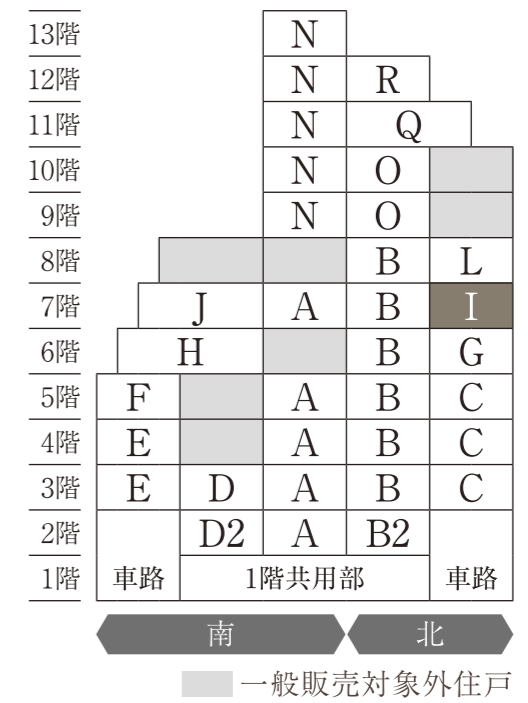 13階 N
12階 N R
11階 N Q
10階 N O
9階 N O
8階 B L
7階 J A B I
6階 H B G
5階 F A B C
4階 E A B C
3階 E D A B C
2階 D2 A B2
1階 車路 1階共用部 車路
南 北
一般販売対象外住戸